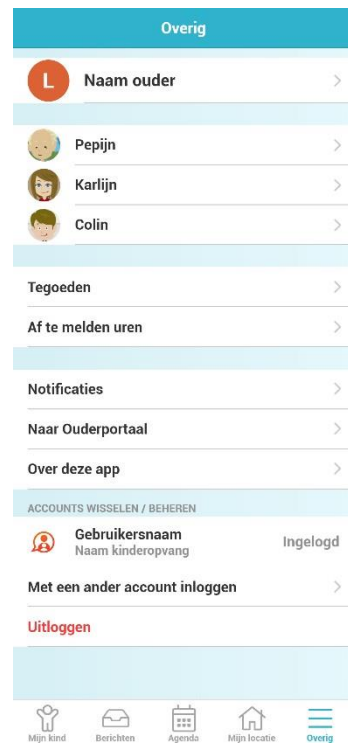 Overig
L
Naam ouder
Pepijn
Karlijn
Colin
Tegoeden
Af te melden uren
Notificaties
Naar Ouderportaal
Over deze app
ACCOUNTS WISSELEN / BEHEREN
Gebruikersnaam
Naam kinderopvang
Ingelogd
Met een ander account inloggen
Uitloggen
Mijn kind
Berichten
Agenda
Mijn locatie
Overig